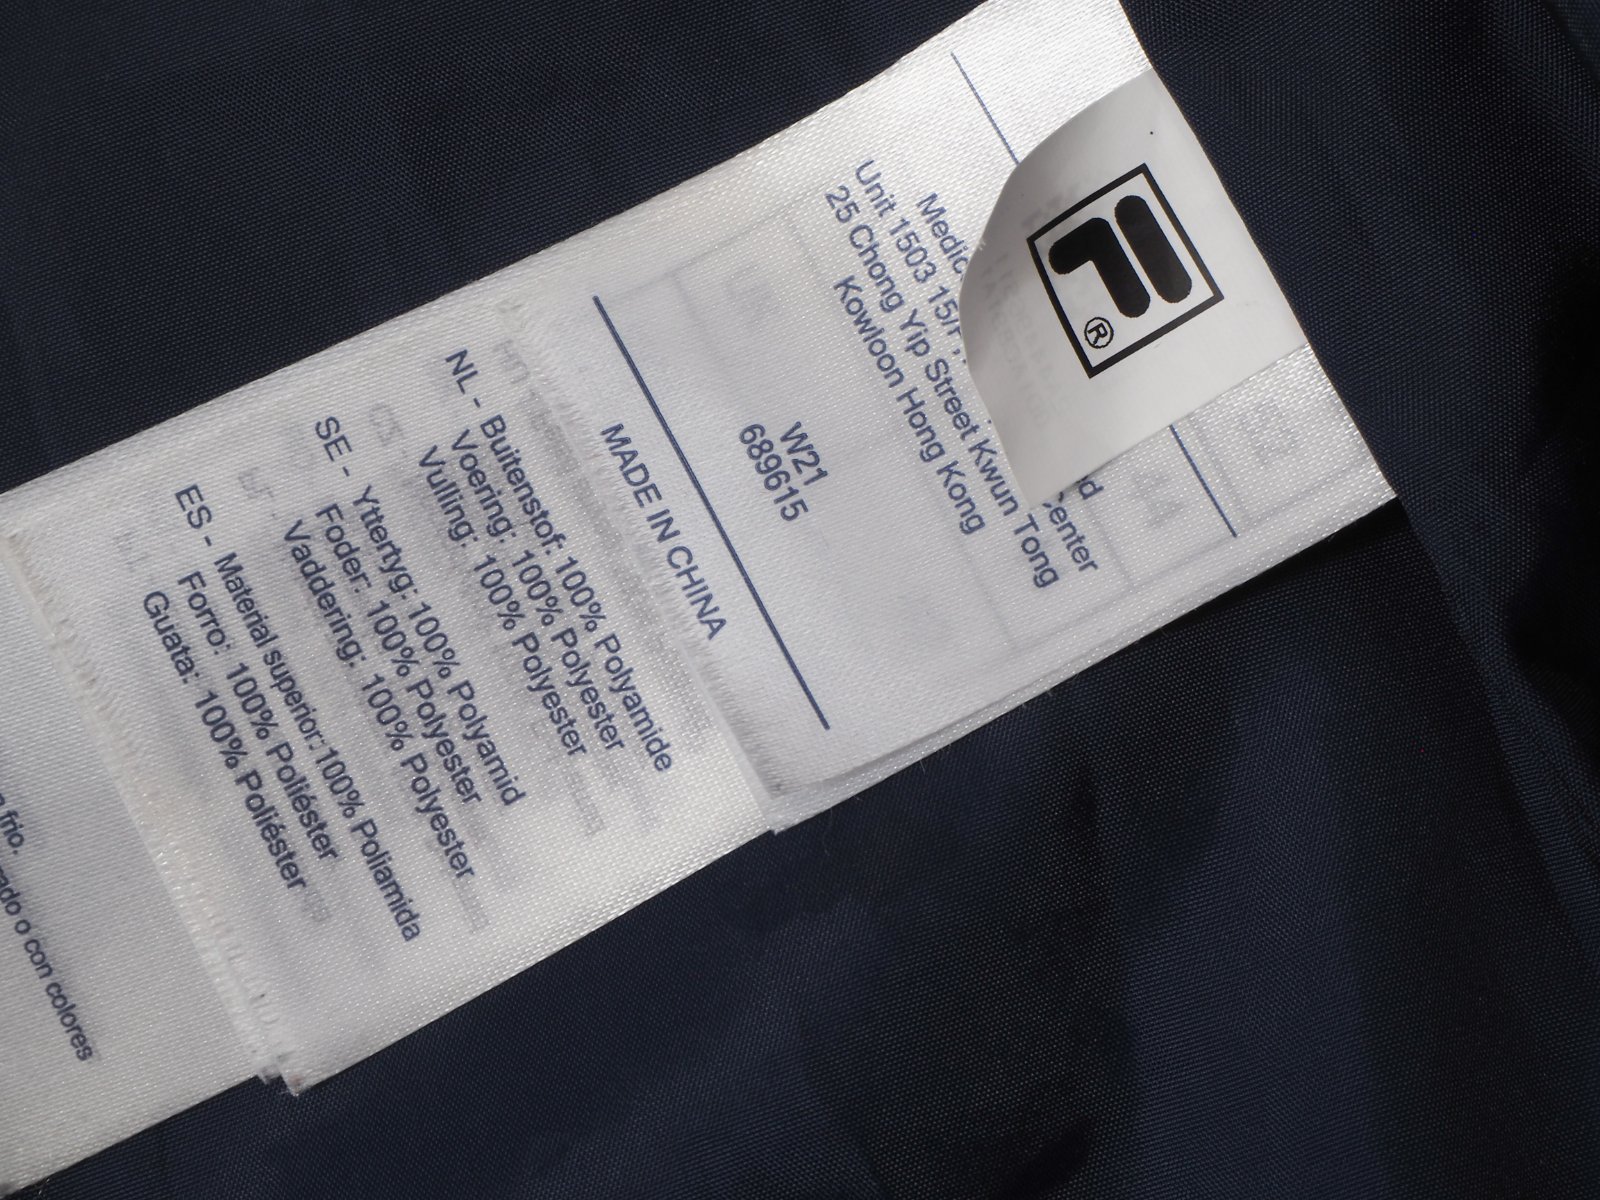 F
®
Unit 1503 15/
25 Chong Yip Street Kwun Tong
Kowloon Hong Kong
W21
689615
MADE IN CHINA
NL - Buitenstof: 100% Polyamide
Voering: 100% Polyester
Vulling: 100% Polyester
SE - Yttertyg: 100% Polyamid
Foder: 100% Polyester
Vaddering: 100% Polyester
ES - Material superior: 100% Poliamida
Forro: 100% Poliéster
Guata: 100% Poliéster
frio.
o con colores